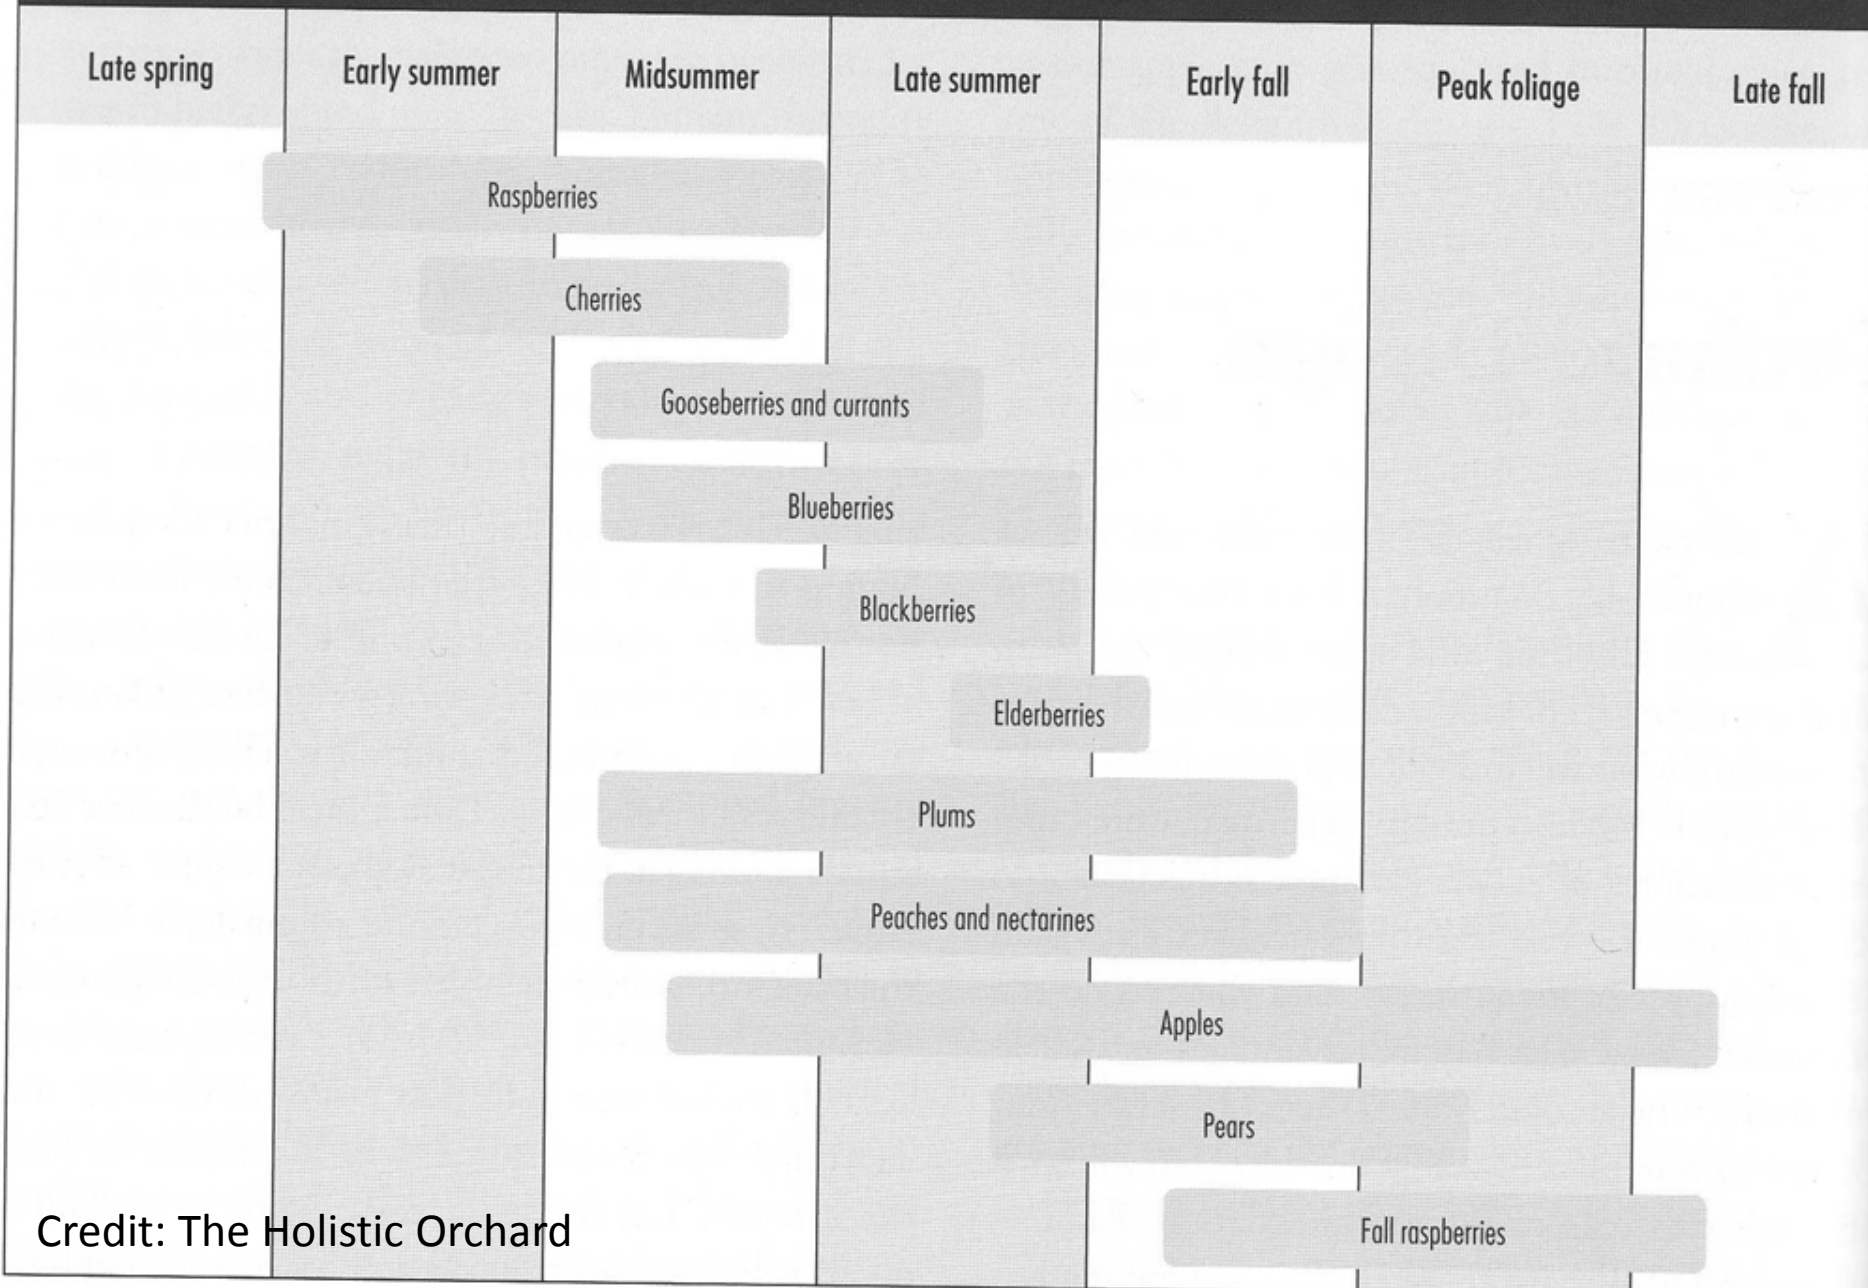 Late spring
Early summer
Midsummer
Late summer
Early fall
Peak foliage
Late fall
Raspberries
Cherries
Gooseberries and currants
Blueberries
Blackberries
Elderberries
Plums
Peaches and nectarines
Apples
Pears
Fall raspberries
Credit: The Holistic Orchard